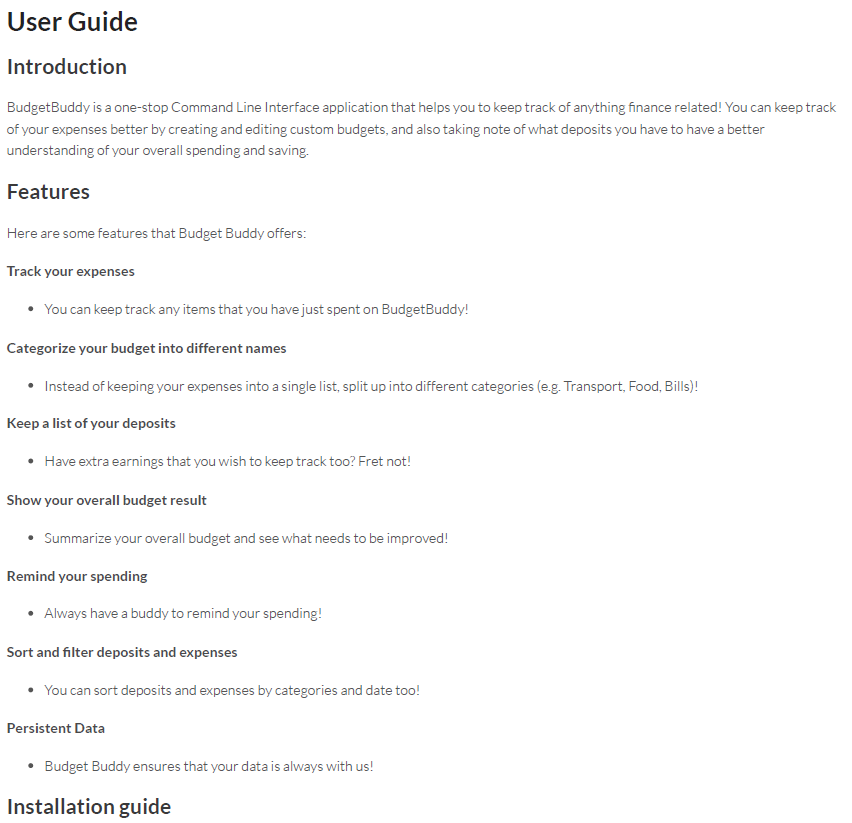 User Guide
Introduction
BudgetBuddy is a one-stop Command Line Interface application that helps you to keep track of anything finance related! You can keep track
of your expenses better by creating and editing custom budgets, and also taking note of what deposits you have to have a better
understanding of your overall spending and saving.
Features
Here are some features that Budget Buddy offers:
Track your expenses
• You can keep track any items that you have just spent on BudgetBuddy!
Categorize your budget into different names
• Instead of keeping your expenses into a single list, split up into different categories (e.g. Transport, Food, Bills)!
Keep a list of your deposits
• Have extra earnings that you wish to keep track too? Fret not!
Show your overall budget result
• Summarize your overall budget and see what needs to be improved!
Remind your spending
• Always have a buddy to remind your spending!
Sort and filter deposits and expenses
• You can sort deposits and expenses by categories and date too!
Persistent Data
• Budget Buddy ensures that your data is always with us!
Installation guide